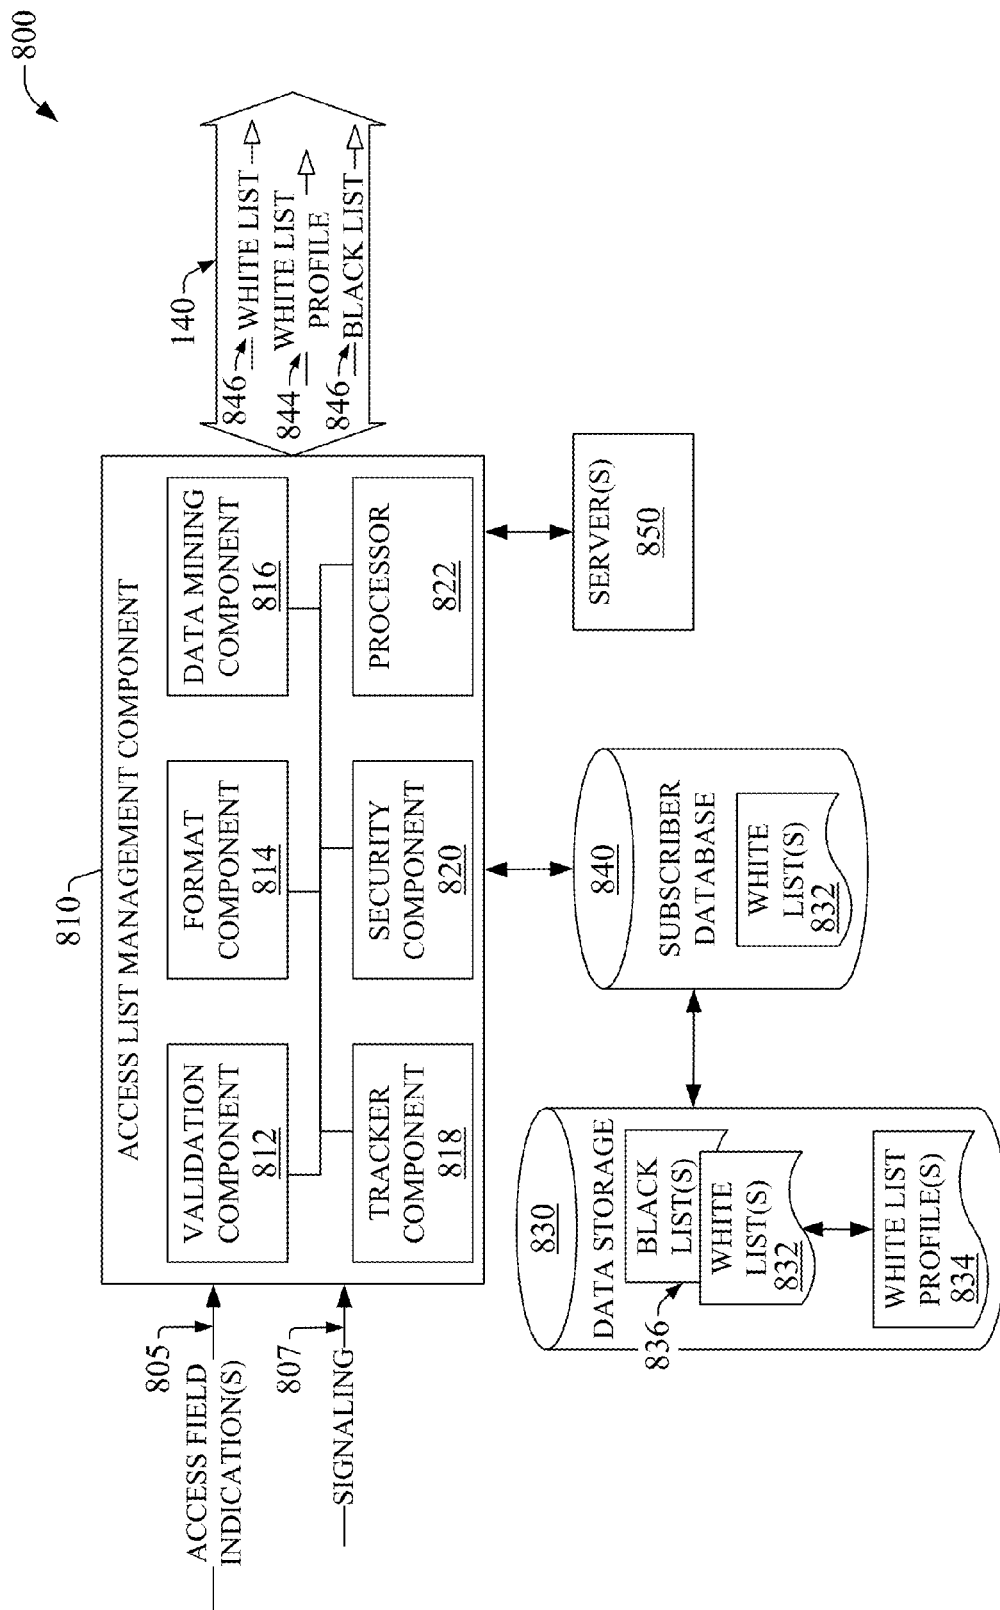 800
810
ACCESS LIST MANAGEMENT COMPONENT
VALIDATION
COMPONENT
812
FORMAT
COMPONENT
814
DATA MINING
COMPONENT
816
TRACKER
COMPONENT
818
SECURITY
COMPONENT
820
PROCESSOR
822
805
ACCESS FIELD
INDICATION(S)
807
SIGNALING
140
846
WHITE LIST
844
WHITE LIST
PROFILE
846
BLACK LIST
830
DATA STORAGE
836
BLACK
LIST(S)
WHITE
LIST(S)
832
WHITE LIST
PROFILE(S)
834
840
SUBSCRIBER
DATABASE
WHITE
LIST(S)
832
SERVER(S)
850